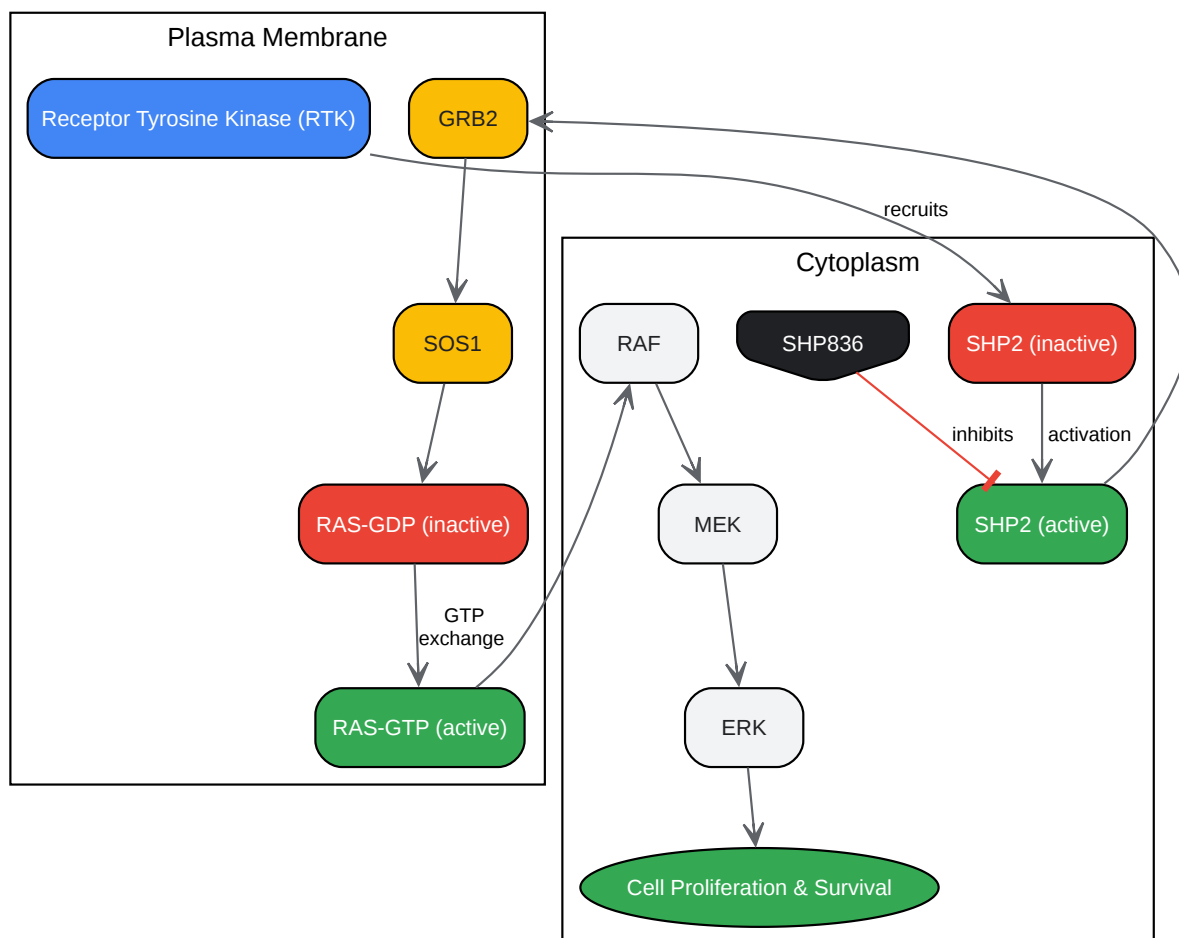 Plasma Membrane
Receptor Tyrosine Kinase (RTK)
GRB2
recruits
Cytoplasm
SOS1
RAF
SHP836
SHP2 (inactive)
inhibits
activation
RAS-GDP (inactive)
MEK
SHP2 (active)
GTP
exchange
RAS-GTP (active)
ERK
Cell Proliferation & Survival